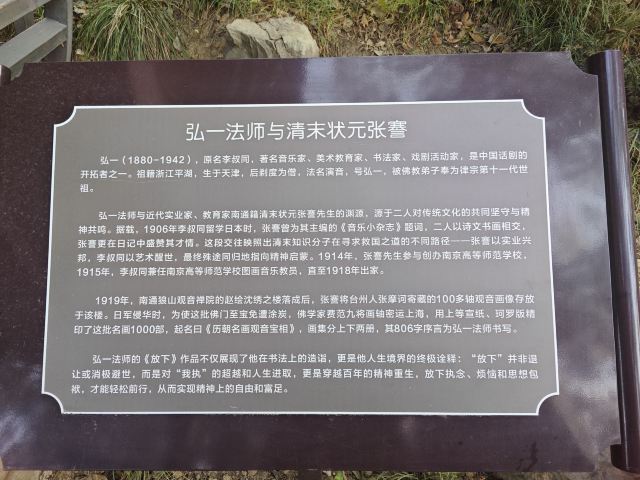 弘一法师与清末状元张謇
弘一（1880-1942），原名李叔同，著名音乐家、美术教育家、书法家、戏剧活动家，是中国话剧的
开拓者之一。祖籍浙江平湖，生于天津，后剃度为僧，法名演音，号弘一，被佛教弟子奉为律宗第十一代世
祖。
弘一法师与近代实业家、教育家南通籍清末状元张謇先生的渊源，源于二人对传统文化的共同坚守与精
神共鸣。据载，1906年李叔同留学日本时，张謇曾为其主编的《音乐小杂志》题词，二人以诗文书画相交，
张謇更在日记中盛赞其才情。这段交往映照出清末知识分子在寻求救国之道的不同路径——张謇以实业兴
邦，李叔同以艺术醒世，最终殊途同归地指向精神启蒙。1914年，张謇先生参与创办南京高等师范学校，
1915年，李叔同兼任南京高等师范学校图画音乐教员，直至1918年出家。
1919年，南通狼山观音禅院的赵绘沈绣之楼落成后，张謇将台州人张摩诃寄藏的100多轴观音画像存放
于该楼。日军侵华时，为使这批佛门至宝免遭涂炭，佛学家费范九将画轴密运上海，用上等宣纸、珂罗版精
印了这批名画1000部，起名曰《历朝名画观音宝相》，画集分上下两册，其806字序言为弘一法师书写。
弘一法师的《放下》作品不仅展现了他在书法上的造诣，更是他人生境界的终极诠释：“放下”并非退
让或消极避世，而是对“我执”的超越和人生进取，更是穿越百年的精神重生，放下执念、烦恼和思想包
袱，才能轻松前行，从而实现精神上的自由和富足。